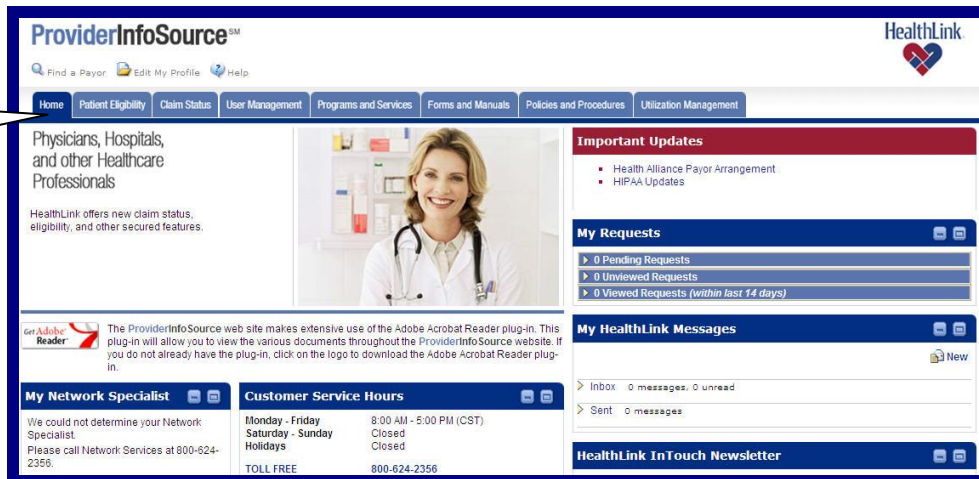 ProviderInfoSource℠
HealthLink
Find a Payor Edit My Profile Help
Home Patient Eligibility Claim Status User Management Programs and Services Forms and Manuals Policies and Procedures Utilization Management
Physicians, Hospitals,
and other Healthcare
Professionals
HealthLink offers new claim status,
eligibility, and other secured features.
Get Adobe Reader
The ProviderInfoSource web site makes extensive use of the Adobe Acrobat Reader plug-in. This
plug-in will allow you to view the various documents throughout the ProviderInfoSource website. If
you do not already have the plug-in, click on the logo to download the Adobe Acrobat Reader plug-
in.
My Network Specialist
We could not determine your Network
Specialist.
Please call Network Services at 800-624-
2356.
Customer Service Hours
Monday - Friday 8:00 AM - 5:00 PM (CST)
Saturday - Sunday Closed
Holidays Closed
TOLL FREE 800-624-2356
Important Updates
Health Alliance Payor Arrangement
HIPAA Updates
My Requests
0 Pending Requests
0 Unviewed Requests
0 Viewed Requests (within last 14 days)
My HealthLink Messages
New
Inbox 0 messages, 0 unread
Sent 0 messages
HealthLink InTouch Newsletter